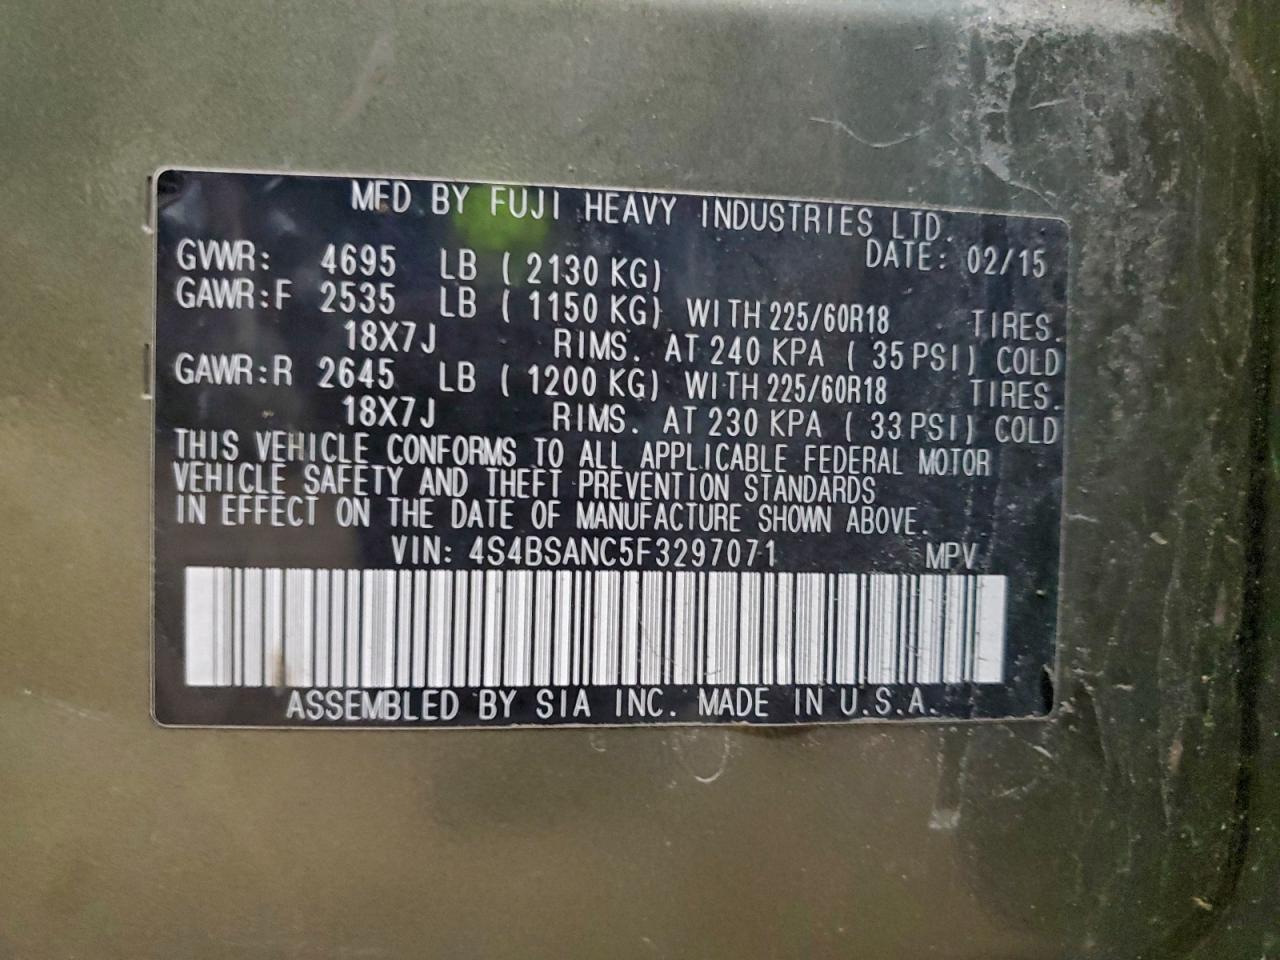 MFD BY FUJI HEAVY INDUSTRIES LTD.
DATE: 02/15
GVWR: 4695 LB ( 2130 KG)
GAWR:F 2535 LB ( 1150 KG) WITH 225/60R18 TIRES.
18X7J RIMS. AT 240 KPA ( 35 PSI) COLD
GAWR:R 2645 LB ( 1200 KG) WITH 225/60R18 TIRES.
18X7J RIMS. AT 230 KPA ( 33 PSI) COLD
THIS VEHICLE CONFORMS TO ALL APPLICABLE FEDERAL MOTOR
VEHICLE SAFETY AND THEFT PREVENTION STANDARDS
IN EFFECT ON THE DATE OF MANUFACTURE SHOWN ABOVE.
VIN: 4S4BSANC5F3297071 MPV
ASSEMBLED BY SIA INC. MADE IN U.S.A.